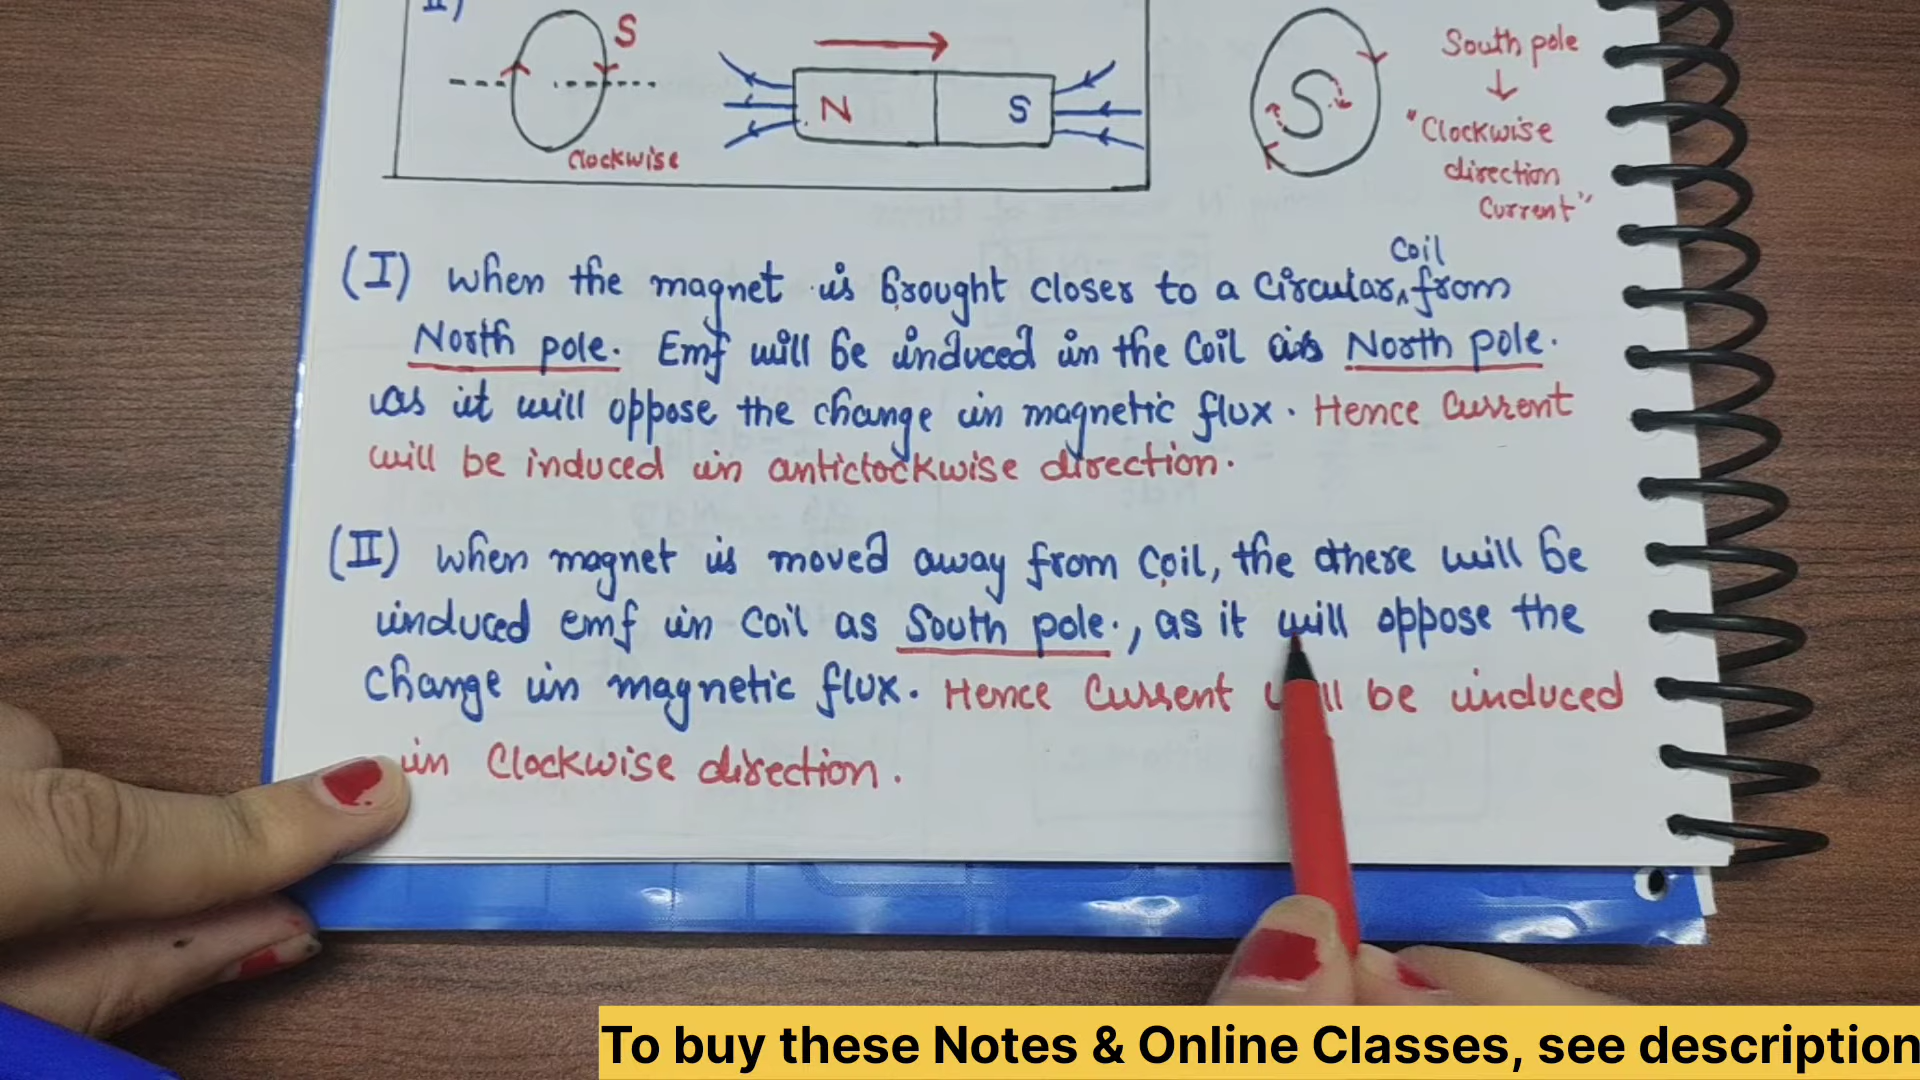 II)
S
Clockwise
N
S
S
South pole
↓
"Clockwise
direction
Current"
(I) When the magnet is brought closer to a Circular ^ from
Coil
North pole. Emf will be induced in the Coil as North pole.
as it will oppose the change in magnetic flux. Hence Current
will be induced in anticlockwise direction.
(II) When magnet is moved away from Coil, the there will be
induced emf in Coil as South pole., as it will oppose the
change in magnetic flux. Hence Current will be induced
in Clockwise direction.
To buy these Notes & Online Classes, see description